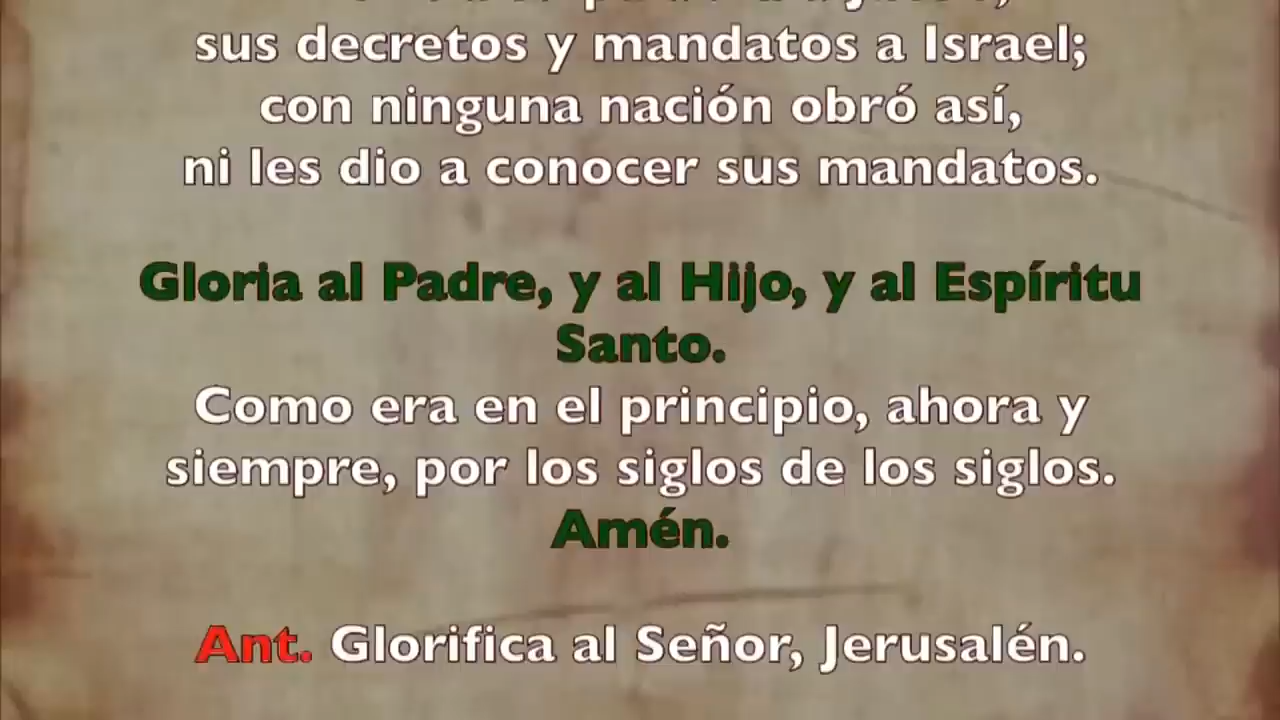 sus decretos y mandatos a Israel;
con ninguna nación obró así,
ni les dio a conocer sus mandatos.
Gloria al Padre, y al Hijo, y al Espíritu
Santo.
Como era en el principio, ahora y
siempre, por los siglos de los siglos.
Amén.
Ant. Glorifica al Señor, Jerusalén.